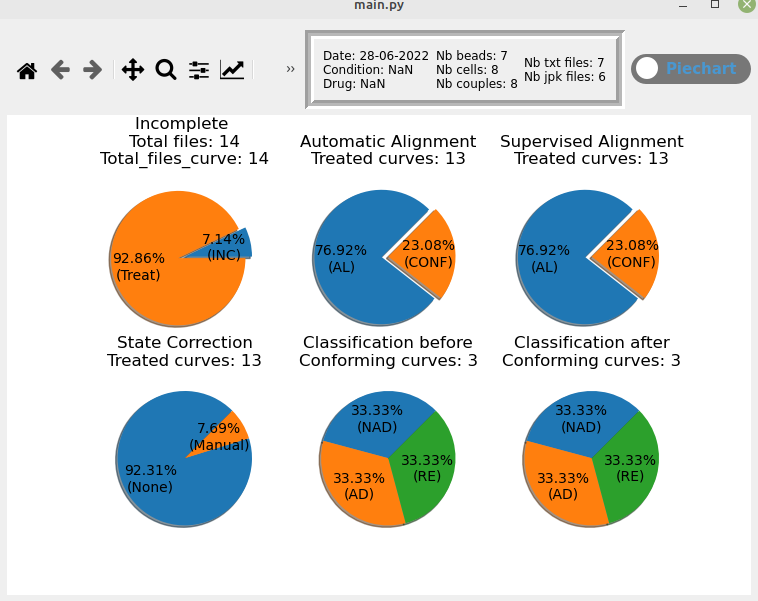 main.py
Date: 28-06-2022 Nb beads: 7
Condition: NaN Nb cells: 8
Drug: NaN Nb couples: 8
Nb txt files: 7
Nb jpk files: 6
Piechart
Incomplete
Total files: 14
Total_files_curve: 14
92.86%
(Treat)
7.14%
(INC)
Automatic Alignment
Treated curves: 13
76.92%
(AL)
23.08%
(CONF)
Supervised Alignment
Treated curves: 13
76.92%
(AL)
23.08%
(CONF)
State Correction
Treated curves: 13
92.31%
(None)
7.69%
(Manual)
Classification before
Conforming curves: 3
33.33%
(NAD)
33.33%
(AD)
33.33%
(RE)
Classification after
Conforming curves: 3
33.33%
(NAD)
33.33%
(AD)
33.33%
(RE)